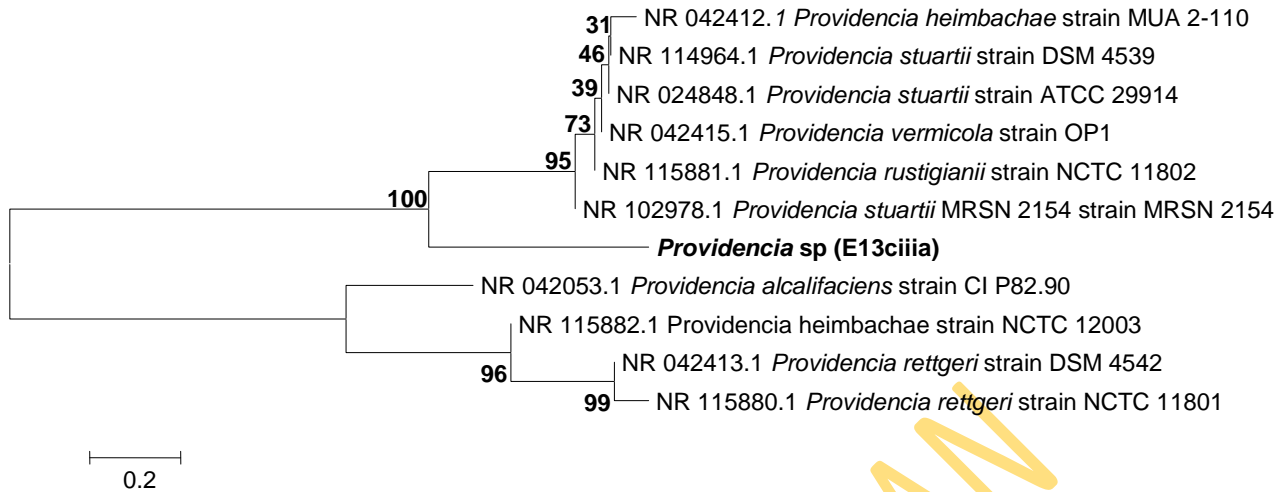 NR 042412.1 Providencia heimbachae strain MUA 2-110
31
46
NR 114964.1 Providencia stuartii strain DSM 4539
39
NR 024848.1 Providencia stuartii strain ATCC 29914
73
NR 042415.1 Providencia vermicola strain OP1
95
NR 115881.1 Providencia rustigianii strain NCTC 11802
100
NR 102978.1 Providencia stuartii MRSN 2154 strain MRSN 2154
Providencia sp (E13ciiia)
NR 042053.1 Providencia alcalifaciens strain CI P82.90
NR 115882.1 Providencia heimbachae strain NCTC 12003
NR 042413.1 Providencia rettgeri strain DSM 4542
96
NR 115880.1 Providencia rettgeri strain NCTC 11801
99
0.2